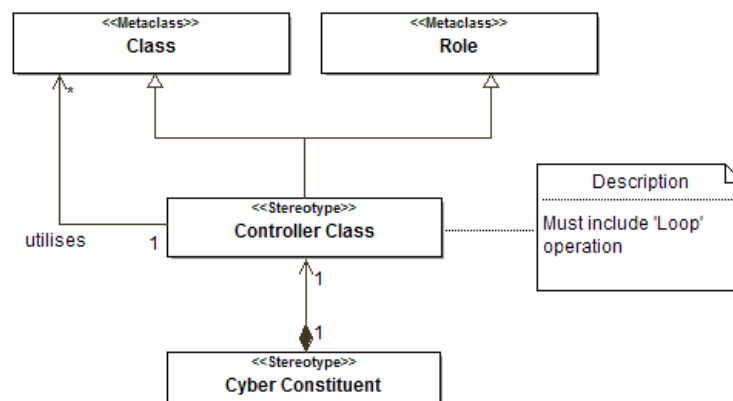 <<Metaclass>>
Class
<<Metaclass>>
Role
*
<<Stereotype>>
Controller Class
utilises
1
Description
Must include 'Loop'
operation
1
1
<<Stereotype>>
Cyber Constituent